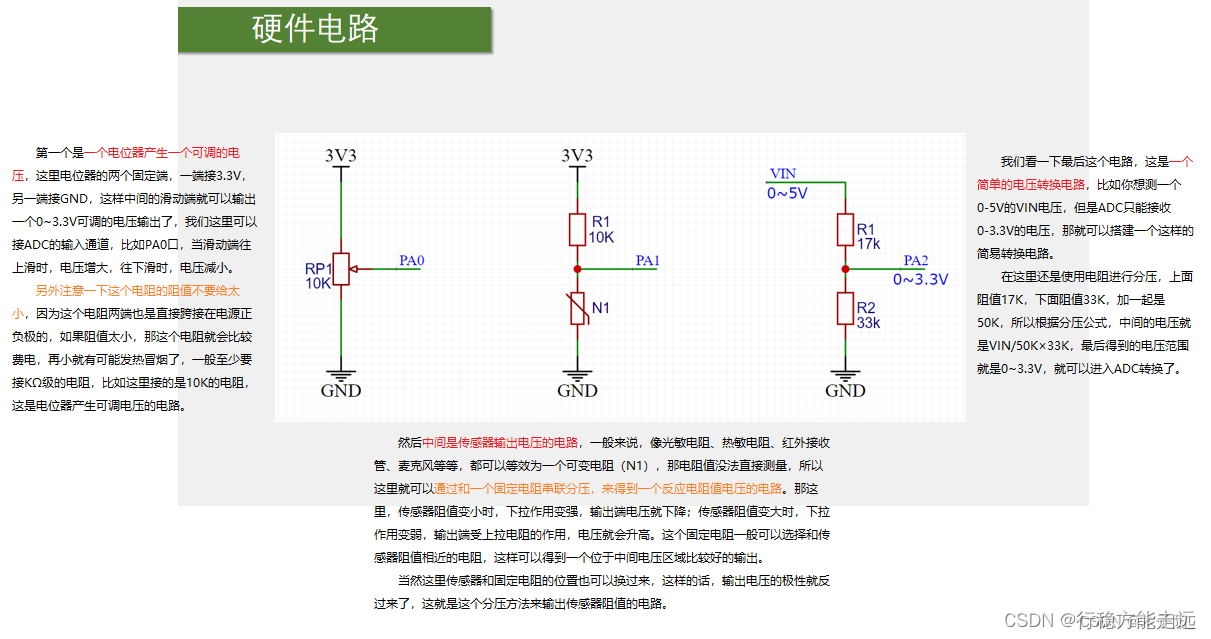 硬件电路
第一个是一个电位器产生一个可调的电
压，这里电位器的两个固定端，一端接3.3V，
另一端接GND，这样中间的滑动端就可以输出
一个0~3.3V可调的电压输出了，我们这里可以
接ADC的输入通道，比如PA0口，当滑动端往
上滑时，电压增大，往下滑时，电压减小。
另外注意一下这个电阻的阻值不要给太
小，因为这个电阻两端也是直接跨接在电源正
负极的，如果阻值太小，那这个电阻就会比较
费电，再小就有可能发热冒烟了，一般至少要
接KΩ级的电阻，比如这里接的是10K的电阻，
这是电位器产生可调电压的电路。
3V3
RP1
10K
PA0
GND
3V3
R1
10K
PA1
N1
GND
VIN
0~5V
R1
17k
PA2
0~3.3V
R2
33k
GND
我们看一下最后这个电路，这是一个
简单的电压转换电路，比如你想测一个
0-5V的VIN电压，但是ADC只能接收
0-3.3V的电压，那就可以搭建一个这样的
简易转换电路。
在这里还是使用电阻进行分压，上面
阻值17K，下面阻值33K，加一起是
50K，所以根据分压公式，中间的电压就
是VIN/50K×33K，最后得到的电压范围
就是0~3.3V，就可以进入ADC转换了。
然后中间是传感器输出电压的电路，一般来说，像光敏电阻、热敏电阻、红外接收
管、麦克风等等，都可以等效为一个可变电阻（N1），那电阻值没法直接测量，所以
这里就可以通过和一个固定电阻串联分压，来得到一个反应电阻值电压的电路。那这
里，传感器阻值变小时，下拉作用变强，输出端电压就下降；传感器阻值变大时，下拉
作用变弱，输出端受上拉电阻的作用，电压就会升高。这个固定电阻一般可以选择和传
感器阻值相近的电阻，这样可以得到一个位于中间电压区域比较好的输出。
当然这里传感器和固定电阻的位置也可以换过来，这样的话，输出电压的极性就反
过来了，这就是这个分压方法来输出传感器阻值的电路。
CSDN @行稳方能走远